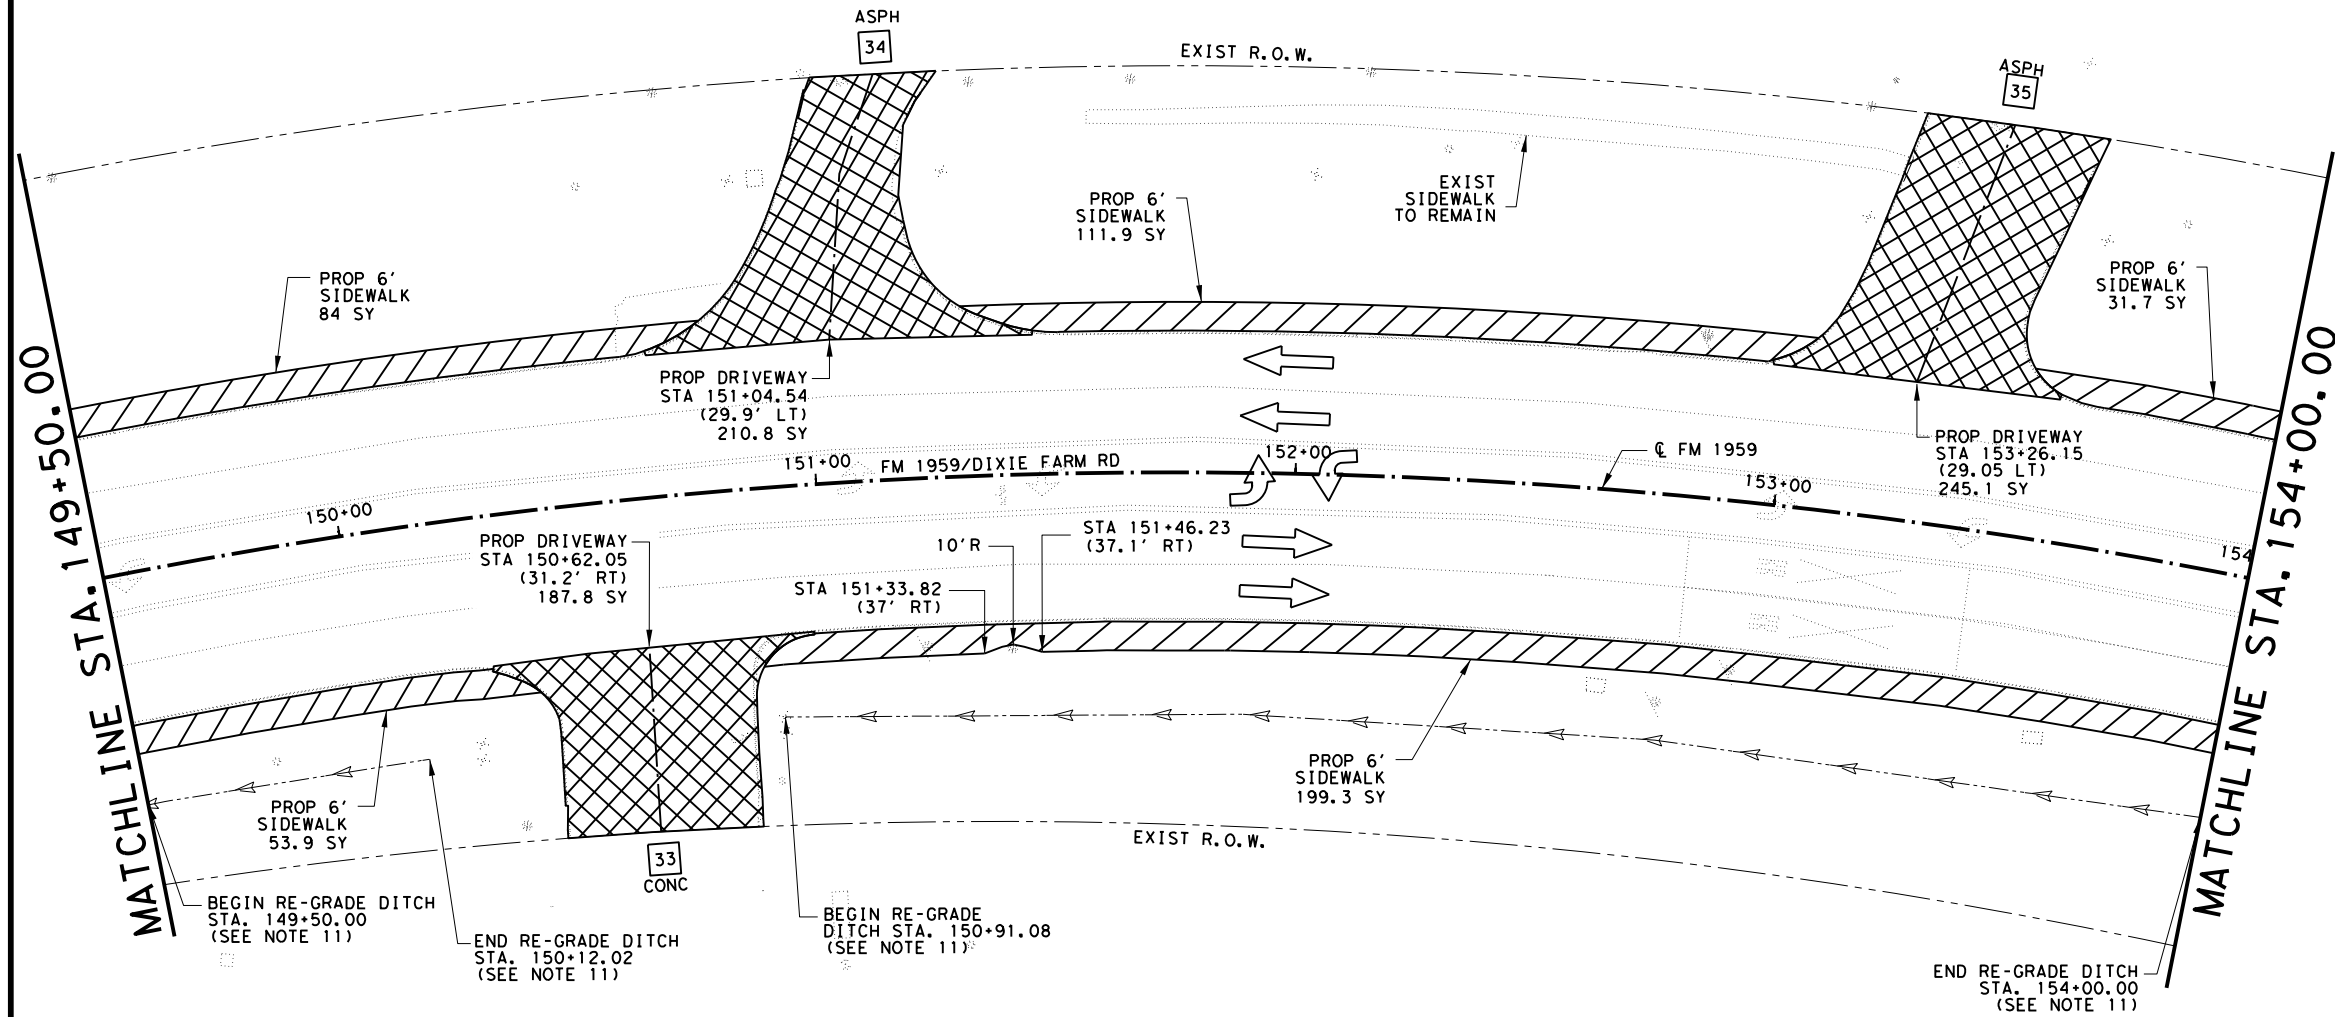 ASPH
34
EXIST R.O.W.
ASPH
35
EXIST
SIDEWALK
TO REMAIN
PROP 6'
SIDEWALK
111.9 SY
PROP 6'
SIDEWALK
84 SY
PROP 6'
SIDEWALK
31.7 SY
MATCHLINE STA. 149+50.00
MATCHLINE STA. 154+00.00
PROP DRIVEWAY
STA 151+04.54
(29.9' LT)
210.8 SY
PROP DRIVEWAY
STA 153+26.15
(29.05 LT)
245.1 SY
150+00
151+00
FM 1959/DIXIE FARM RD
152+00
℄ FM 1959
153+00
154
PROP DRIVEWAY
STA 150+62.05
(31.2' RT)
187.8 SY
10'R
STA 151+46.23
(37.1' RT)
STA 151+33.82
(37' RT)
PROP 6'
SIDEWALK
53.9 SY
PROP 6'
SIDEWALK
199.3 SY
EXIST R.O.W.
33
CONC
BEGIN RE-GRADE DITCH
STA. 149+50.00
(SEE NOTE 11)
END RE-GRADE DITCH
STA. 150+12.02
(SEE NOTE 11)
BEGIN RE-GRADE
DITCH STA. 150+91.08
(SEE NOTE 11)
END RE-GRADE DITCH
STA. 154+00.00
(SEE NOTE 11)